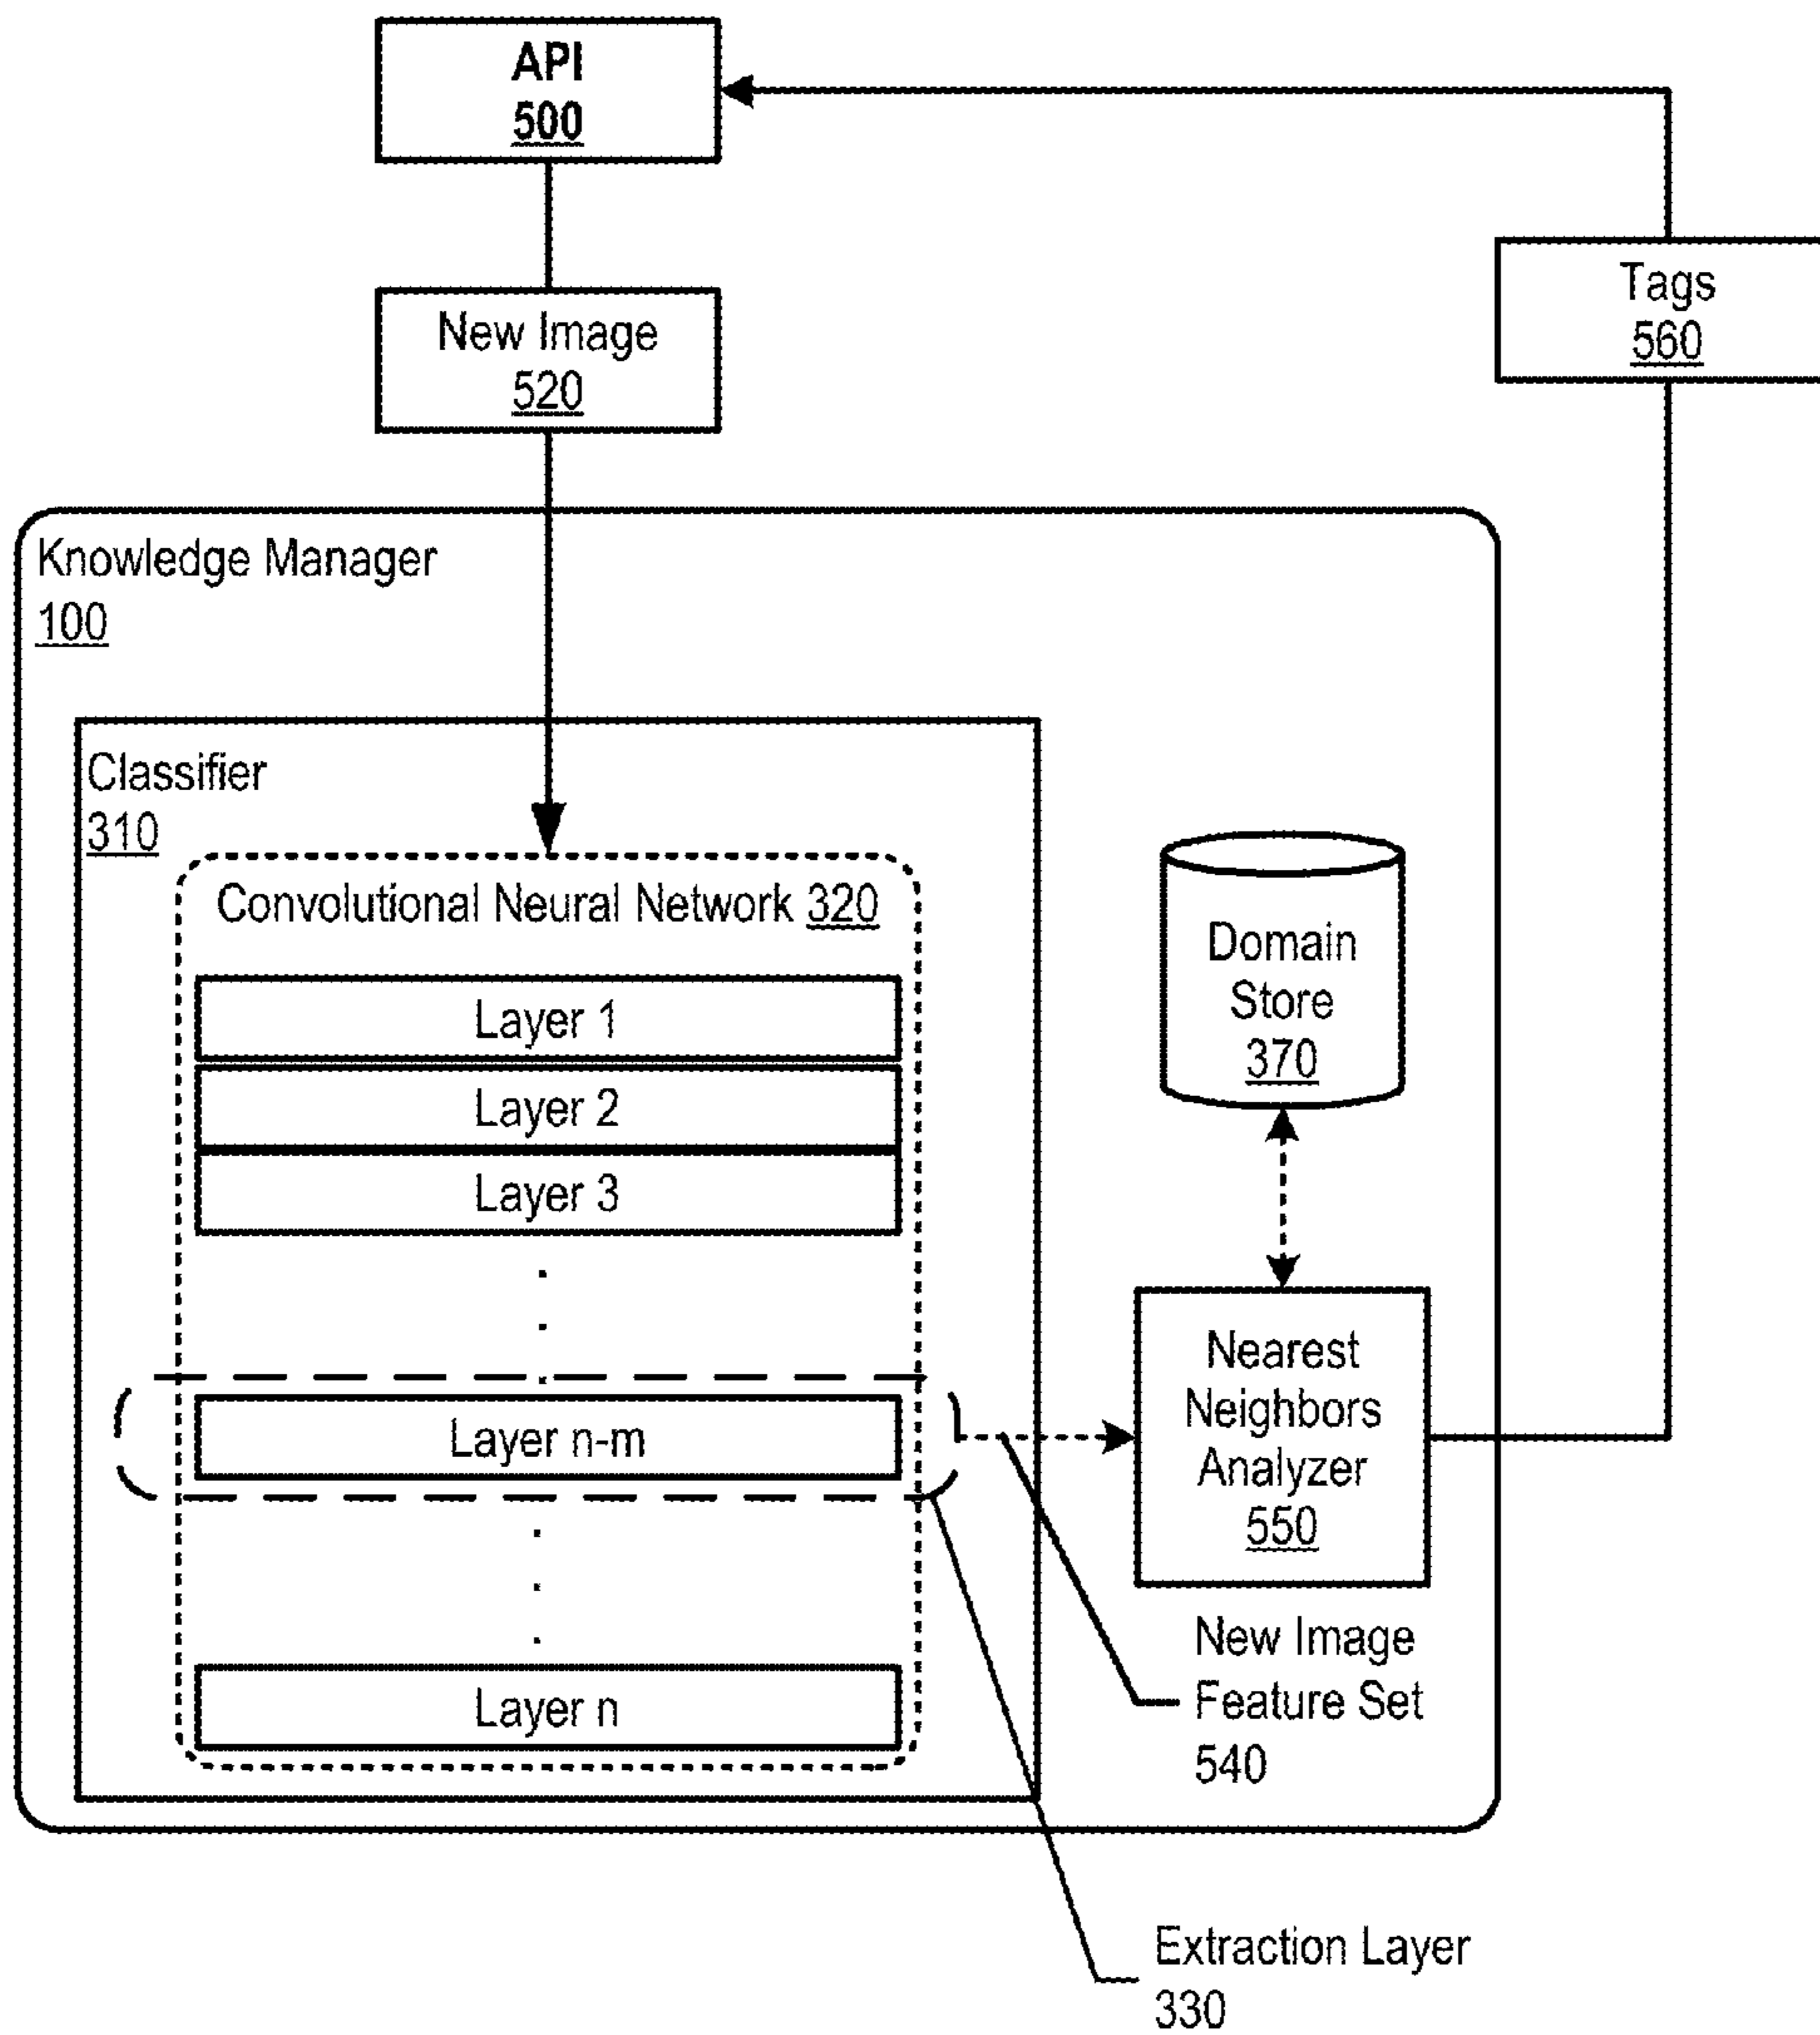 API
500
New Image
520
Tags
560
Knowledge Manager
100
Classifier
310
Convolutional Neural Network 320
Layer 1
Layer 2
Layer 3
Layer n-m
Layer n
Domain
Store
370
Nearest
Neighbors
Analyzer
550
New Image
Feature Set
540
Extraction Layer
330